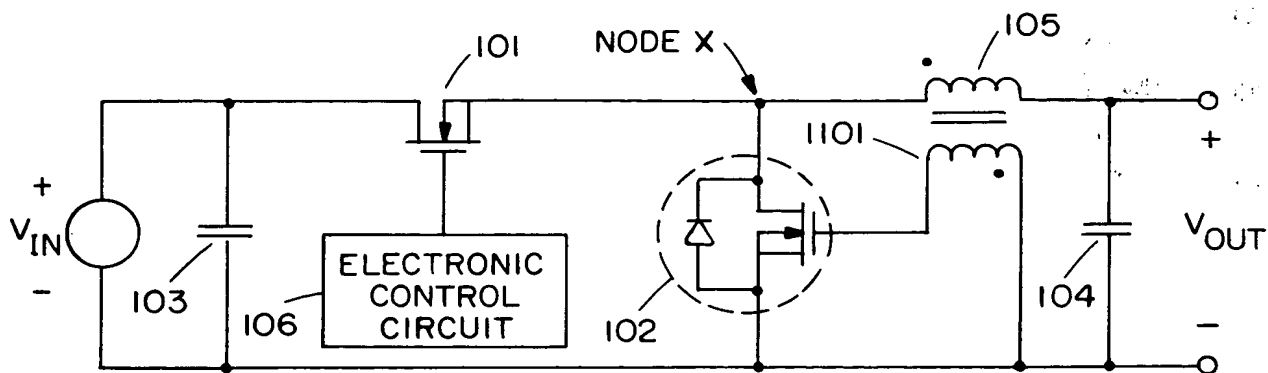 101
NODE X
105
1101
+
V_IN
-
103
ELECTRONIC
CONTROL
CIRCUIT
106
102
104
+
V_OUT
-